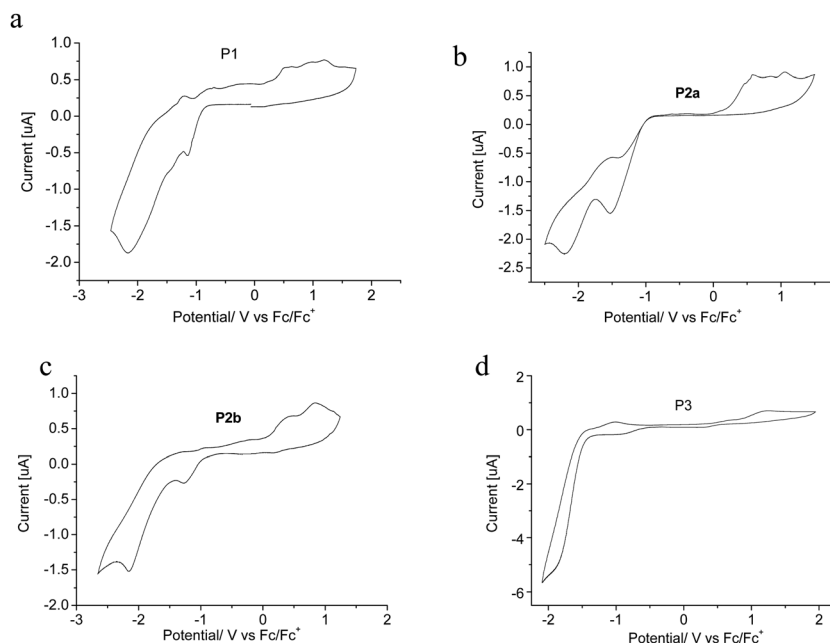 a
P1
1.0
0.5
0.0
-0.5
-1.0
-1.5
-2.0
Current [uA]
-3 -2 -1 0 1 2
Potential/ V vs Fc/Fc+
b
P2a
1.0
0.5
0.0
-0.5
-1.0
-1.5
-2.0
-2.5
Current [uA]
-2 -1 0 1
Potential/ V vs Fc/Fc+
c
P2b
1.0
0.5
0.0
-0.5
-1.0
-1.5
-2.0
Current [uA]
-3 -2 -1 0 1 2
Potential/ V vs Fc/Fc+
d
P3
2
0
-2
-4
-6
Current [uA]
-2 -1 0 1 2
Potential/ V vs Fc/Fc+